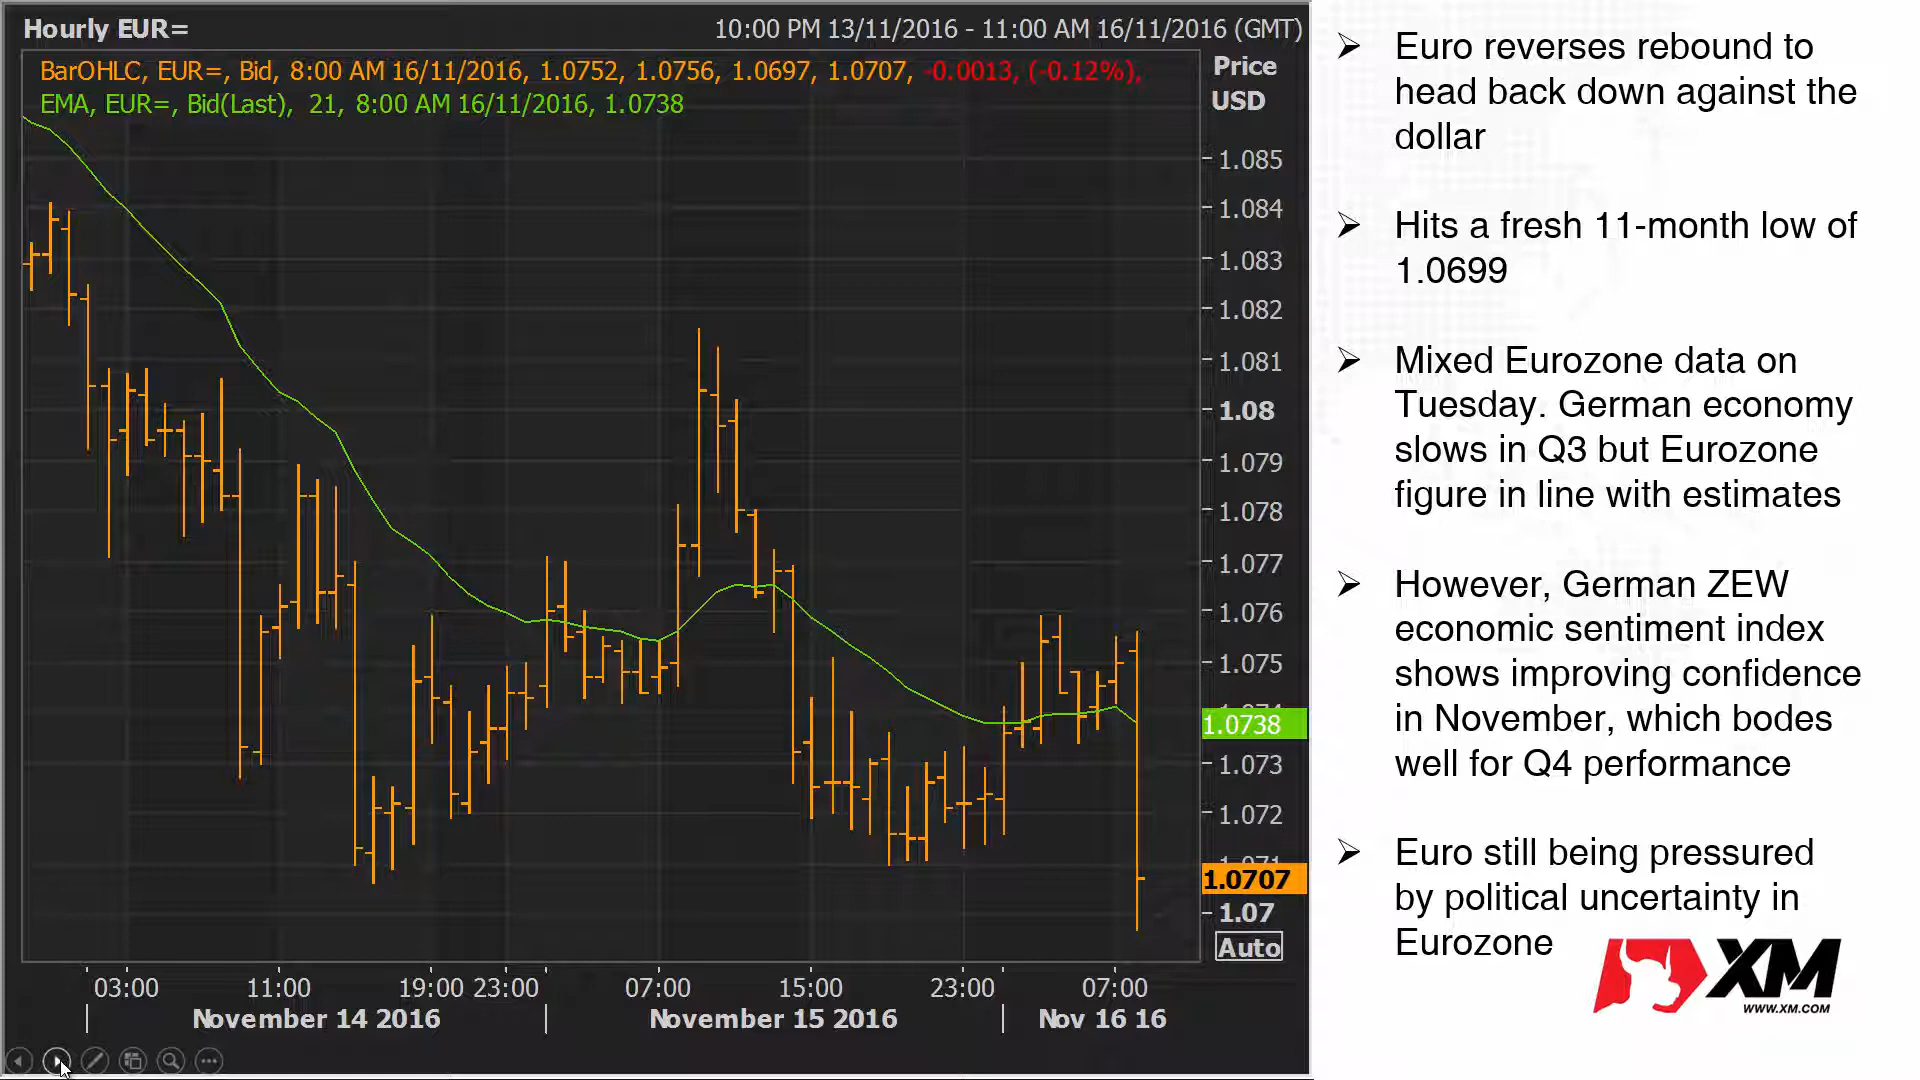 Hourly EUR=
10:00 PM 13/11/2016 - 11:00 AM 16/11/2016 (GMT)
BarOHLC, EUR=, Bid, 8:00 AM 16/11/2016, 1.0752, 1.0756, 1.0697, 1.0707, -0.0013, (-0.12%),
EMA, EUR=, Bid(Last), 21, 8:00 AM 16/11/2016, 1.0738
Price
USD
1.085
1.084
1.083
1.082
1.081
1.08
1.079
1.078
1.077
1.076
1.075
1.0738
1.073
1.072
1.0707
1.07
Auto
03:00 11:00 19:00 23:00 07:00 15:00 23:00 07:00
November 14 2016 November 15 2016 Nov 16 16
Euro reverses rebound to
head back down against the
dollar
Hits a fresh 11-month low of
1.0699
Mixed Eurozone data on
Tuesday. German economy
slows in Q3 but Eurozone
figure in line with estimates
However, German ZEW
economic sentiment index
shows improving confidence
in November, which bodes
well for Q4 performance
Euro still being pressured
by political uncertainty in
Eurozone
XM
WWW.XM.COM